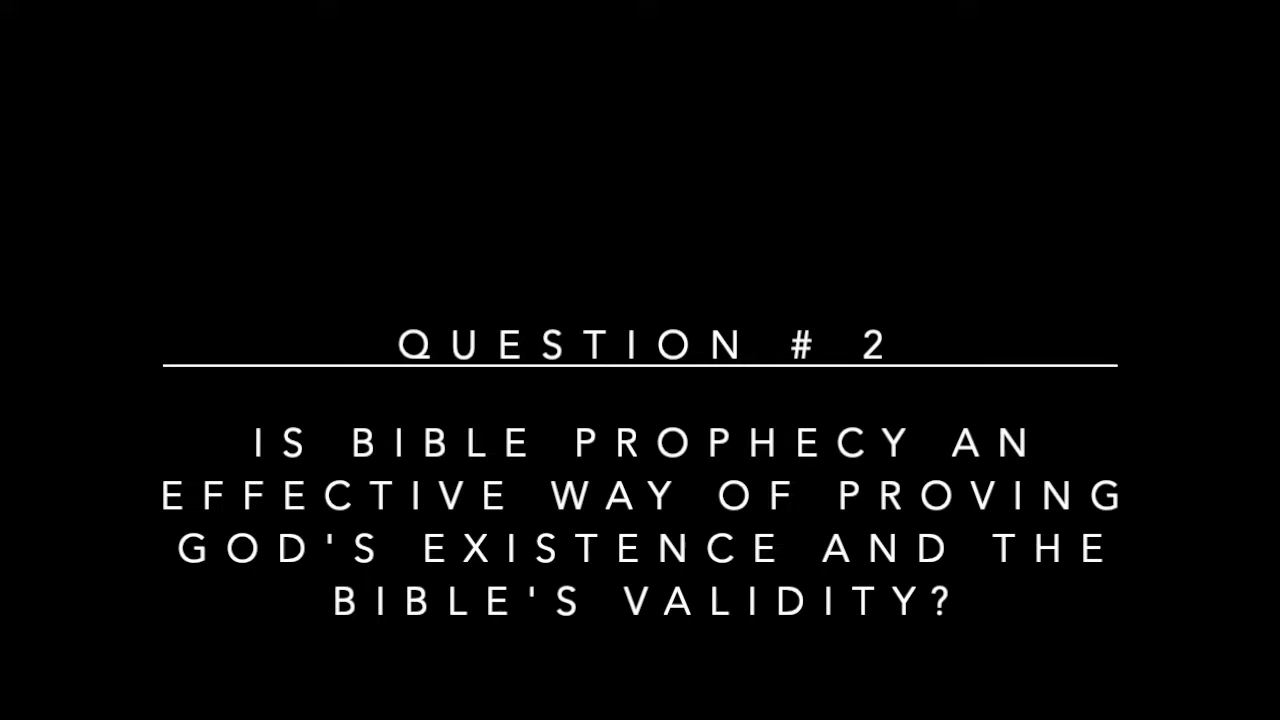 QUESTION # 2
IS BIBLE PROPHECY AN
EFFECTIVE WAY OF PROVING
GOD'S EXISTENCE AND THE
BIBLE'S VALIDITY?